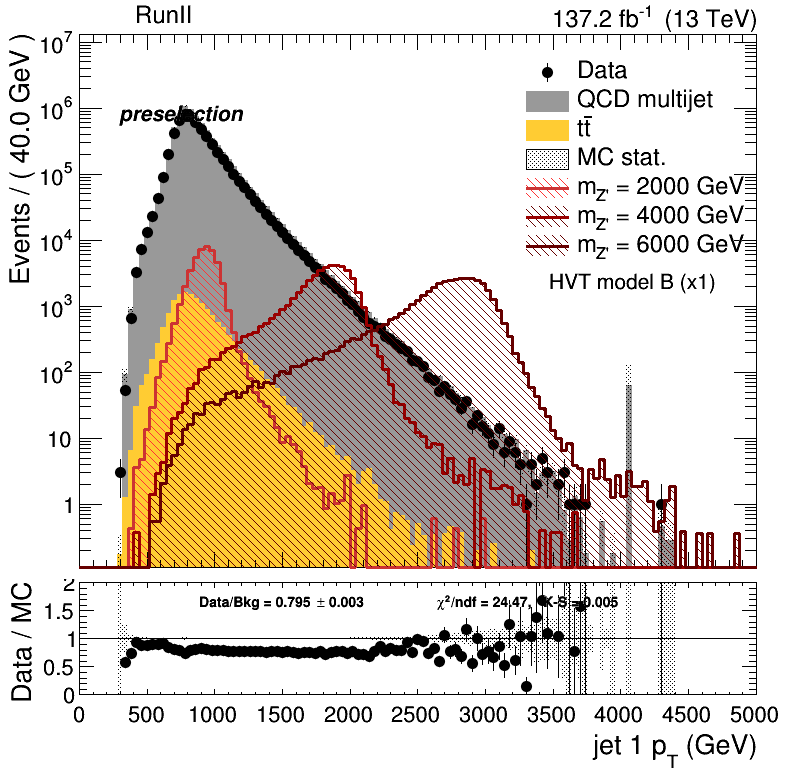 RunII 137.2 fb⁻¹ (13 TeV)
Events / ( 40.0 GeV )
10⁷
10⁶
10⁵
10⁴
10³
10²
10
1
preselection
Data
QCD multijet
tt̄
MC stat.
m_Z' = 2000 GeV
m_Z' = 4000 GeV
m_Z' = 6000 GeV
HVT model B (x1)
Data / MC
2
1.5
1
0.5
0
Data/Bkg = 0.795 ± 0.003 χ²/ndf = 24.47, K-S = 0.005
0 500 1000 1500 2000 2500 3000 3500 4000 4500 5000
jet 1 p_T (GeV)